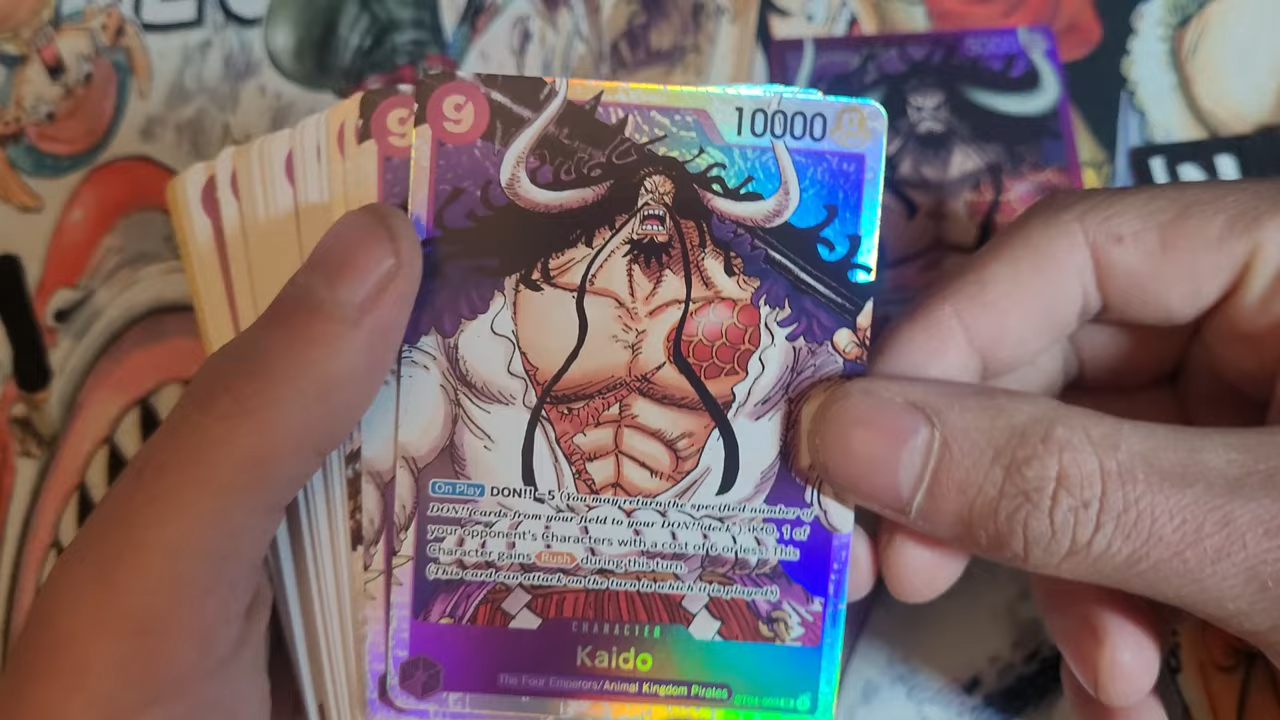 9
9
10000
On Play DON!!−5 (You may return the specified number of
DON!! cards from your field to your DON!! deck.): K.O. 1 of
your opponent's Characters with a cost of 6 or less. This
Character gains Rush during this turn.
(This card can attack on the turn in which it is played)
CHARACTER
Kaido
The Four Emperors/Animal Kingdom Pirates
ST04-003